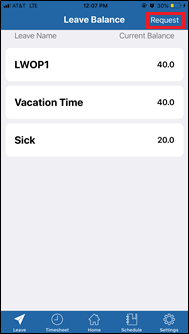 AT&T LTE 12:07 PM 30%
Leave Balance Request
Leave Name Current Balance
LWOP1 40.0
Vacation Time 40.0
Sick 20.0
Leave Timesheet Home Schedule Settings